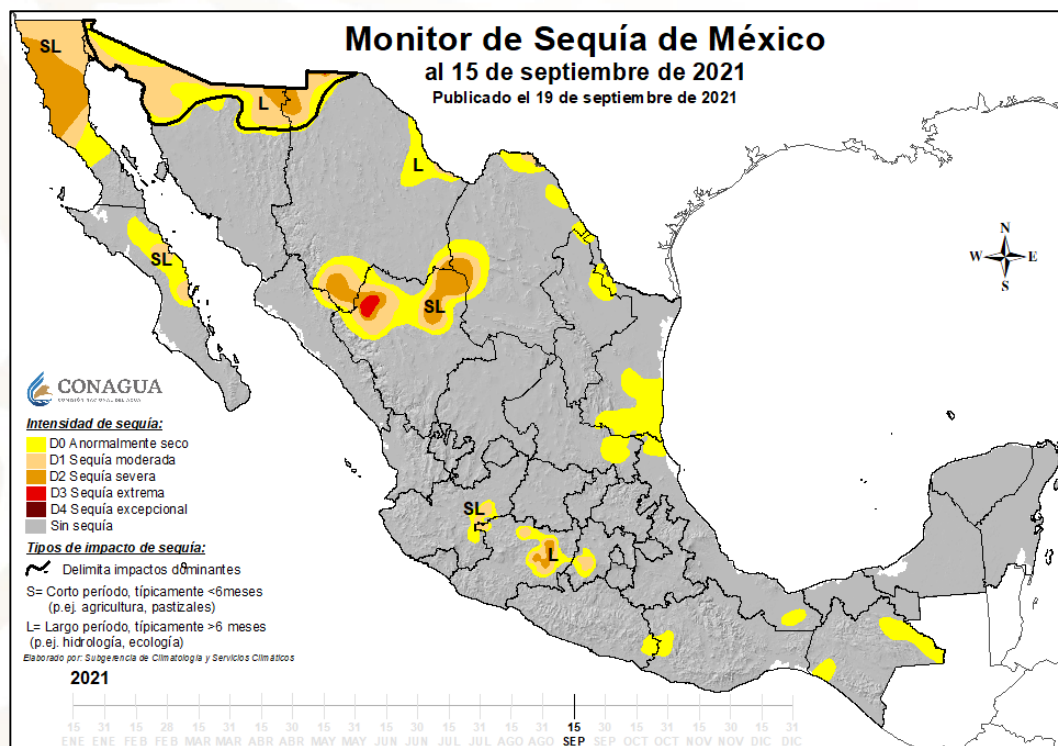 Monitor de Sequía de México
al 15 de septiembre de 2021
Publicado el 19 de septiembre de 2021
SL
L
L
SL
SL
SL
L
N
W E
S
CONAGUA
COMISIÓN NACIONAL DEL AGUA
Intensidad de sequía:
D0 Anormalmente seco
D1 Sequía moderada
D2 Sequía severa
D3 Sequía extrema
D4 Sequía excepcional
Sin sequía
Tipos de impacto de sequía:
Delimita impactos dominantes
S= Corto período, típicamente <6meses
(p.ej. agricultura, pastizales)
L= Largo período, típicamente >6 meses
(p.ej. hidrología, ecología)
Elaborado por: Subgerencia de Climatología y Servicios Climáticos
2021
15 31 15 28 15 31 15 30 15 31 15 30 15 31 15 31 15 30 15 31 15 30 15 31
ENE ENE FEB FEB MAR MAR ABR ABR MAY MAY JUN JUN JUL JUL AGO AGO SEP SEP OCT OCT NOV NOV DIC DIC